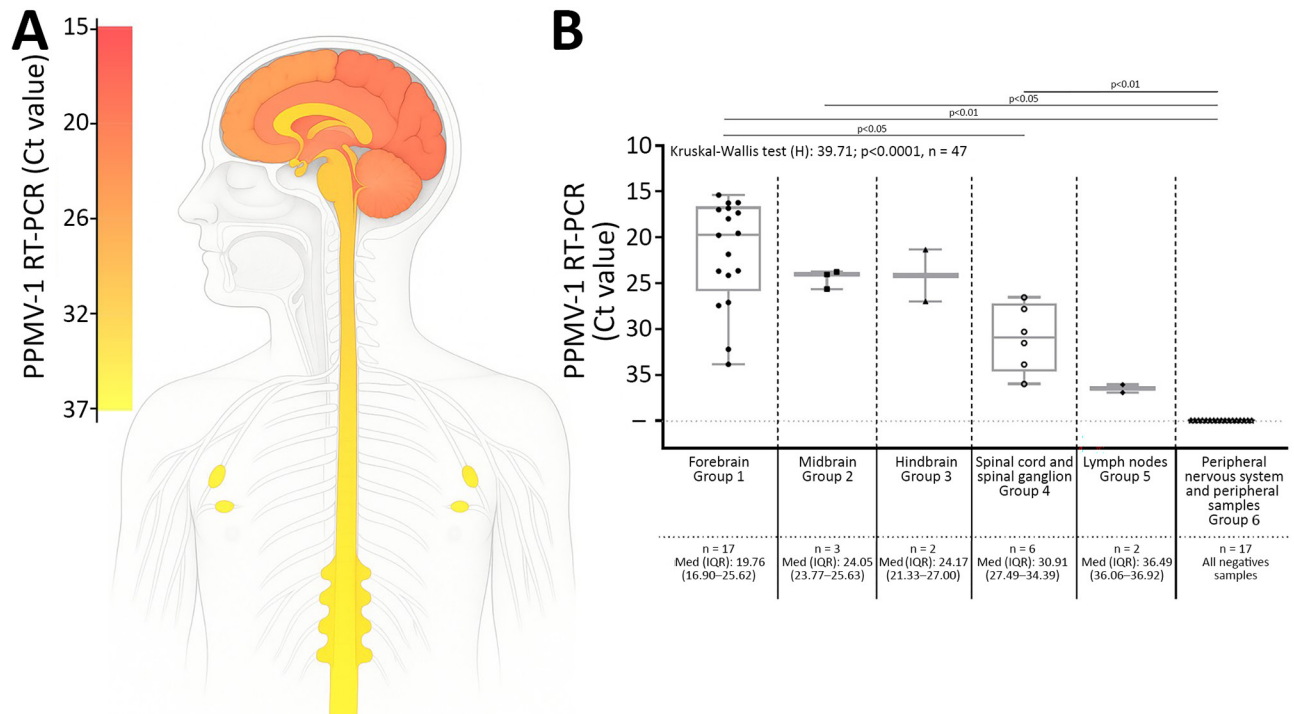 A
PPMV-1 RT-PCR (Ct value)
15
20
26
32
37
B
p<0.01
p<0.05
p<0.01
p<0.05
Kruskal-Wallis test (H): 39.71; p<0.0001, n = 47
PPMV-1 RT-PCR
(Ct value)
10
15
20
25
30
35
–
Forebrain
Group 1
Midbrain
Group 2
Hindbrain
Group 3
Spinal cord and
spinal ganglion
Group 4
Lymph nodes
Group 5
Peripheral
nervous system
and peripheral
samples
Group 6
n = 17
Med (IQR): 19.76
(16.90–25.62)
n = 3
Med (IQR): 24.05
(23.77–25.63)
n = 2
Med (IQR): 24.17
(21.33–27.00)
n = 6
Med (IQR): 30.91
(27.49–34.39)
n = 2
Med (IQR): 36.49
(36.06–36.92)
n = 17
All negatives
samples